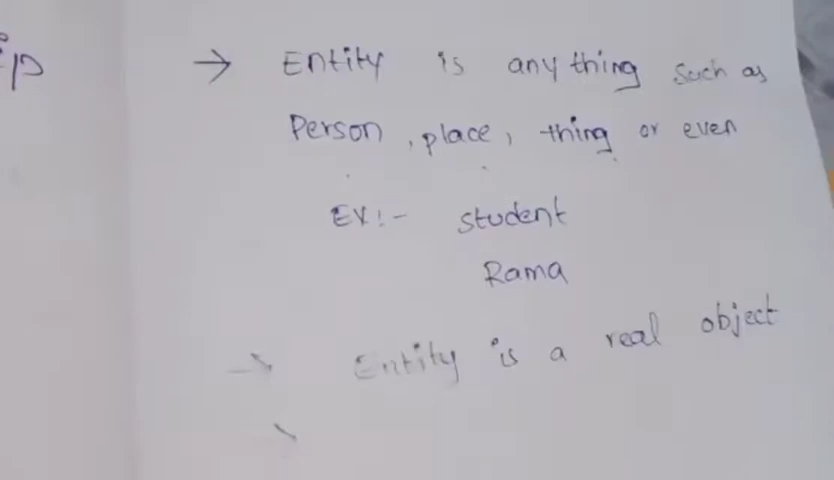 → Entity is any thing such as
Person, place, thing or even
EX:- Student
Rama
→ Entity is a real object